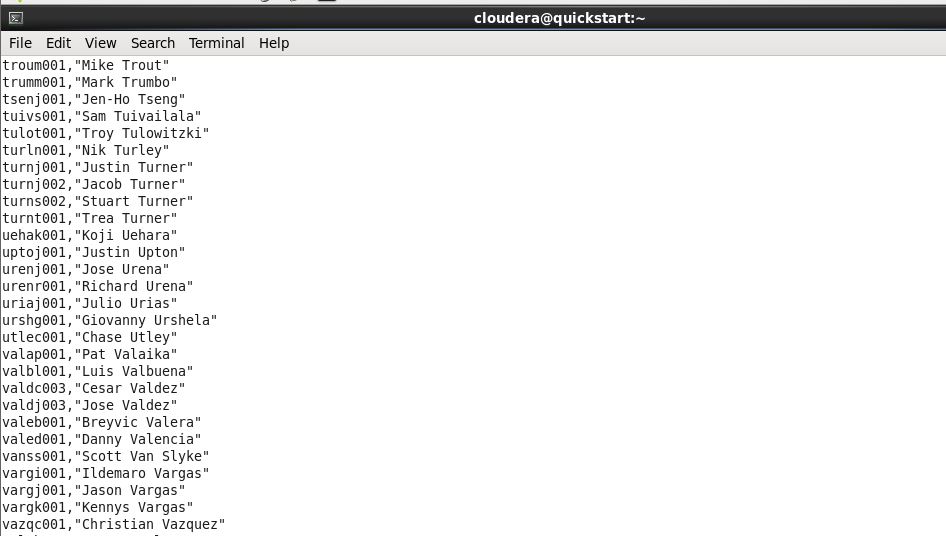 cloudera@quickstart:~
File Edit View Search Terminal Help
troum001,"Mike Trout"
trumm001,"Mark Trumbo"
tsenj001,"Jen-Ho Tseng"
tuivs001,"Sam Tuivailala"
tulot001,"Troy Tulowitzki"
turln001,"Nik Turley"
turnj001,"Justin Turner"
turnj002,"Jacob Turner"
turns002,"Stuart Turner"
turnt001,"Trea Turner"
uehak001,"Koji Uehara"
uptoj001,"Justin Upton"
urenj001,"Jose Urena"
urenr001,"Richard Urena"
uriaj001,"Julio Urias"
urshg001,"Giovanny Urshela"
utlec001,"Chase Utley"
valap001,"Pat Valaika"
valbl001,"Luis Valbuena"
valdc003,"Cesar Valdez"
valdj003,"Jose Valdez"
valeb001,"Breyvic Valera"
valed001,"Danny Valencia"
vanss001,"Scott Van Slyke"
vargi001,"Ildemaro Vargas"
vargj001,"Jason Vargas"
vargk001,"Kennys Vargas"
vazqc001,"Christian Vazquez"